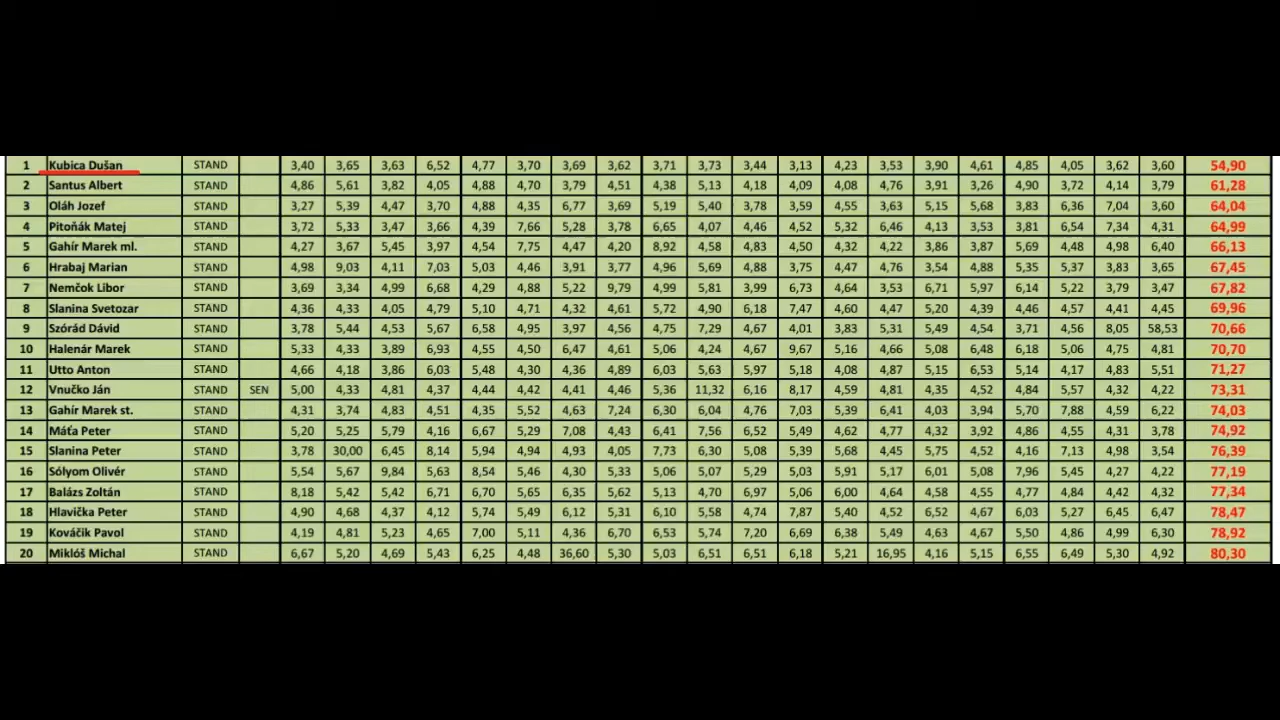 1 Kubica Dušan STAND 3,40 3,65 3,63 6,52 4,77 3,70 3,69 3,62 3,71 3,73 3,44 3,13 4,23 3,53 3,90 4,61 4,85 4,05 3,62 3,60 54,90
2 Santus Albert STAND 4,86 5,61 3,82 4,05 4,88 4,70 3,79 4,51 4,38 5,13 4,18 4,09 4,08 4,76 3,91 3,26 4,90 3,72 4,14 3,79 61,28
3 Oláh Jozef STAND 3,27 5,39 4,47 3,70 4,88 4,35 6,77 3,69 5,19 5,40 3,78 3,59 4,55 3,63 5,15 5,68 3,83 6,36 7,04 3,60 64,04
4 Pitoňák Matej STAND 3,72 5,33 3,47 3,66 4,39 7,66 5,28 3,78 6,65 4,07 4,46 4,52 5,32 6,46 4,13 3,53 3,81 6,54 7,34 4,31 64,99
5 Gahír Marek ml. STAND 4,27 3,67 5,45 3,97 4,54 7,75 4,47 4,20 8,92 4,58 4,83 4,50 4,32 4,22 3,86 3,87 5,69 4,48 4,98 6,40 66,13
6 Hrabaj Marian STAND 4,98 9,03 4,11 7,03 5,03 4,46 3,91 3,77 4,96 5,69 4,88 3,75 4,47 4,76 3,54 4,88 5,35 5,37 3,83 3,65 67,45
7 Nemčok Libor STAND 3,69 3,34 4,99 6,68 4,29 4,88 5,22 9,79 4,99 5,81 3,99 6,73 4,64 3,53 6,71 5,97 6,14 5,22 3,79 3,47 67,82
8 Slanina Svetozar STAND 4,36 4,33 4,05 4,79 5,10 4,71 4,32 4,61 5,72 4,90 6,18 7,47 4,60 4,47 5,20 4,39 4,46 4,57 4,41 4,45 69,96
9 Szórád Dávid STAND 3,78 5,44 4,53 5,67 6,58 4,95 3,97 4,56 4,75 7,29 4,67 4,01 3,83 5,31 5,49 4,54 3,71 4,56 8,05 58,53 70,66
10 Halenár Marek STAND 5,33 4,33 3,89 6,93 4,55 4,50 6,47 4,61 5,06 4,24 4,67 9,67 5,16 4,66 5,08 6,48 6,18 5,06 4,75 4,81 70,70
11 Utto Anton STAND 4,66 4,18 3,86 6,03 5,48 4,30 4,36 4,89 6,03 5,63 5,97 5,18 4,08 4,87 5,15 6,53 5,14 4,17 4,83 5,51 71,27
12 Vnučko Ján STAND SEN 5,00 4,33 4,81 4,37 4,44 4,42 4,41 4,46 5,36 11,32 6,16 8,17 4,59 4,81 4,35 4,52 4,84 5,57 4,32 4,22 73,31
13 Gahír Marek st. STAND 4,31 3,74 4,83 4,51 4,35 5,52 4,63 7,24 6,30 6,04 4,76 7,03 5,39 6,41 4,03 3,94 5,70 7,88 4,59 6,22 74,03
14 Máťa Peter STAND 5,20 5,25 5,79 4,16 6,67 5,29 7,08 4,43 6,41 7,56 6,52 5,49 4,62 4,77 4,32 3,92 4,86 4,55 4,31 3,78 74,92
15 Slanina Peter STAND 3,78 30,00 6,45 8,14 5,94 4,94 4,93 4,05 7,73 6,30 5,08 5,39 5,68 4,45 5,75 4,52 4,16 7,13 4,98 3,54 76,39
16 Sólyom Olivér STAND 5,54 5,67 9,84 5,63 8,54 5,46 4,30 5,33 5,06 5,07 5,29 5,03 5,91 5,17 6,01 5,08 7,96 5,45 4,27 4,22 77,19
17 Balázs Zoltán STAND 8,18 5,42 5,42 6,71 6,70 5,65 6,35 5,62 5,13 4,70 6,97 5,06 6,00 4,64 4,58 4,55 4,77 4,84 4,42 4,32 77,34
18 Hlavička Peter STAND 4,90 4,68 4,37 4,12 5,74 5,49 6,12 5,31 6,10 5,58 4,74 7,87 5,40 4,52 6,52 4,67 6,03 5,27 6,45 6,47 78,47
19 Kováčik Pavol STAND 4,19 4,81 5,23 4,65 7,00 5,11 4,36 6,70 6,53 5,74 7,20 6,69 6,38 5,49 4,63 4,67 5,50 4,86 4,99 6,30 78,92
20 Miklóš Michal STAND 6,67 5,20 4,69 5,43 6,25 4,48 36,60 5,30 5,03 6,51 6,51 6,18 5,21 16,95 4,16 5,15 6,55 6,49 5,30 4,92 80,30